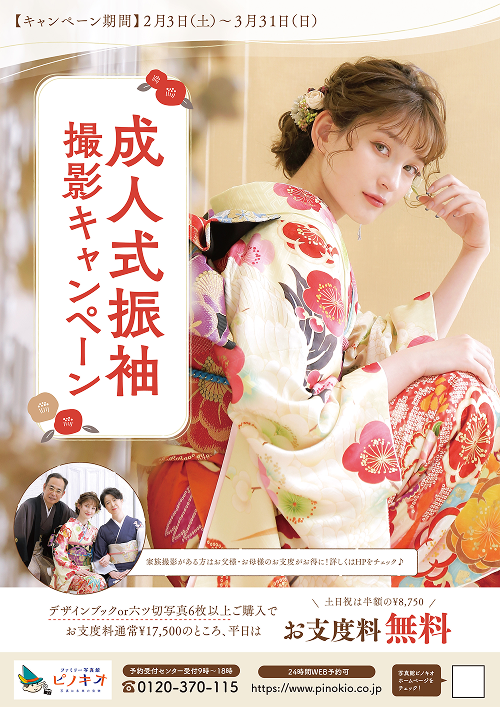 【キャンペーン期間】2月3日(土)～3月31日(日)
成人式振袖
撮影キャンペーン
家族撮影がある方はお父様・お母様のお支度がお得に!詳しくはHPをチェック♪
デザインブックor六ツ切写真6枚以上ご購入で
お支度料通常¥17,500のところ、平日は
＼ 土日祝は半額の¥8,750 ／
お支度料 無料
ファミリー写真館
ピノキオ
予約受付センター受付9時～18時
0120-370-115
24時間WEB予約可
https://www.pinokio.co.jp
写真館ピノキオ
ホームページを
チェック!